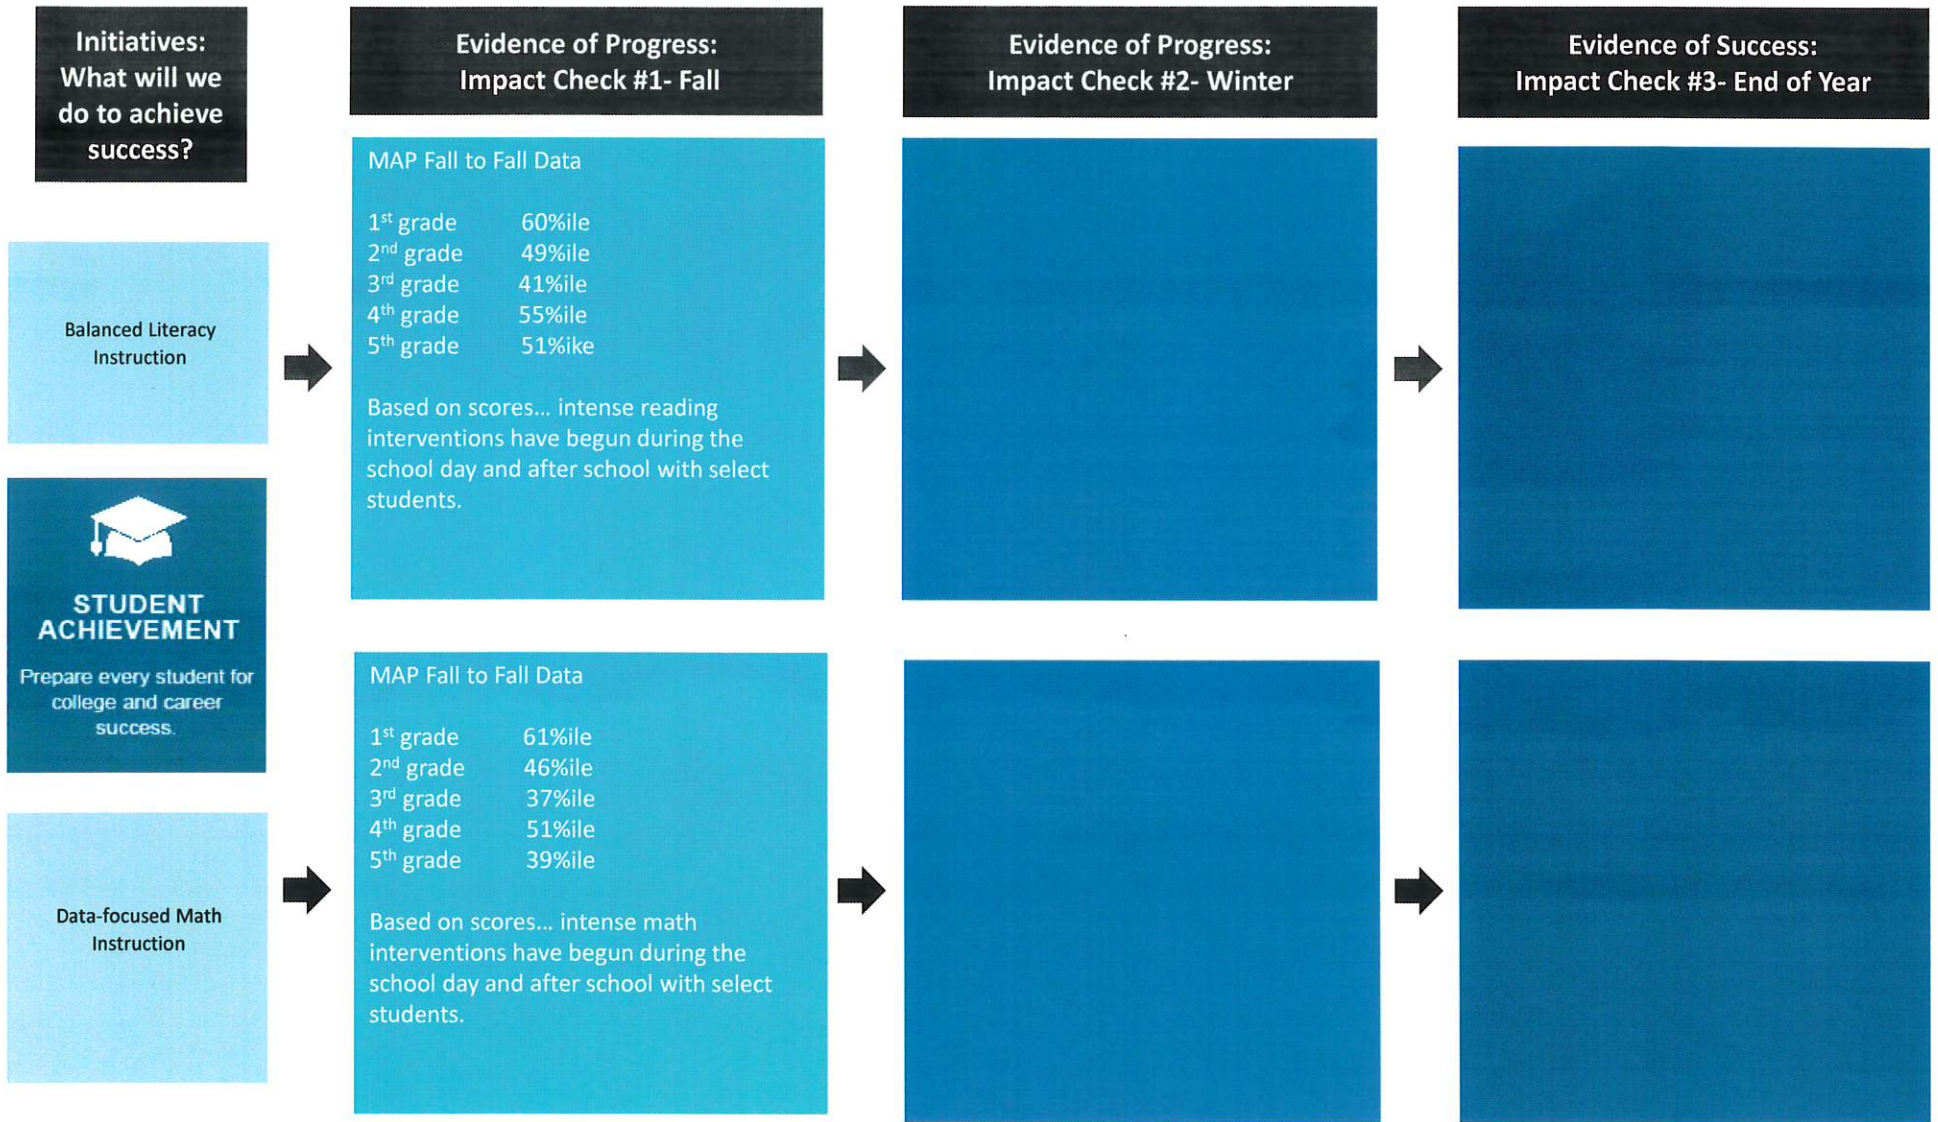 Initiatives:
What will we
do to achieve
success?
Evidence of Progress:
Impact Check #1- Fall
Evidence of Progress:
Impact Check #2- Winter
Evidence of Success:
Impact Check #3- End of Year
Balanced Literacy
Instruction
MAP Fall to Fall Data
1st grade 60%ile
2nd grade 49%ile
3rd grade 41%ile
4th grade 55%ile
5th grade 51%ike
Based on scores... intense reading
interventions have begun during the
school day and after school with select
students.
STUDENT
ACHIEVEMENT
Prepare every student for
college and career
success.
Data-focused Math
Instruction
MAP Fall to Fall Data
1st grade 61%ile
2nd grade 46%ile
3rd grade 37%ile
4th grade 51%ile
5th grade 39%ile
Based on scores... intense math
interventions have begun during the
school day and after school with select
students.